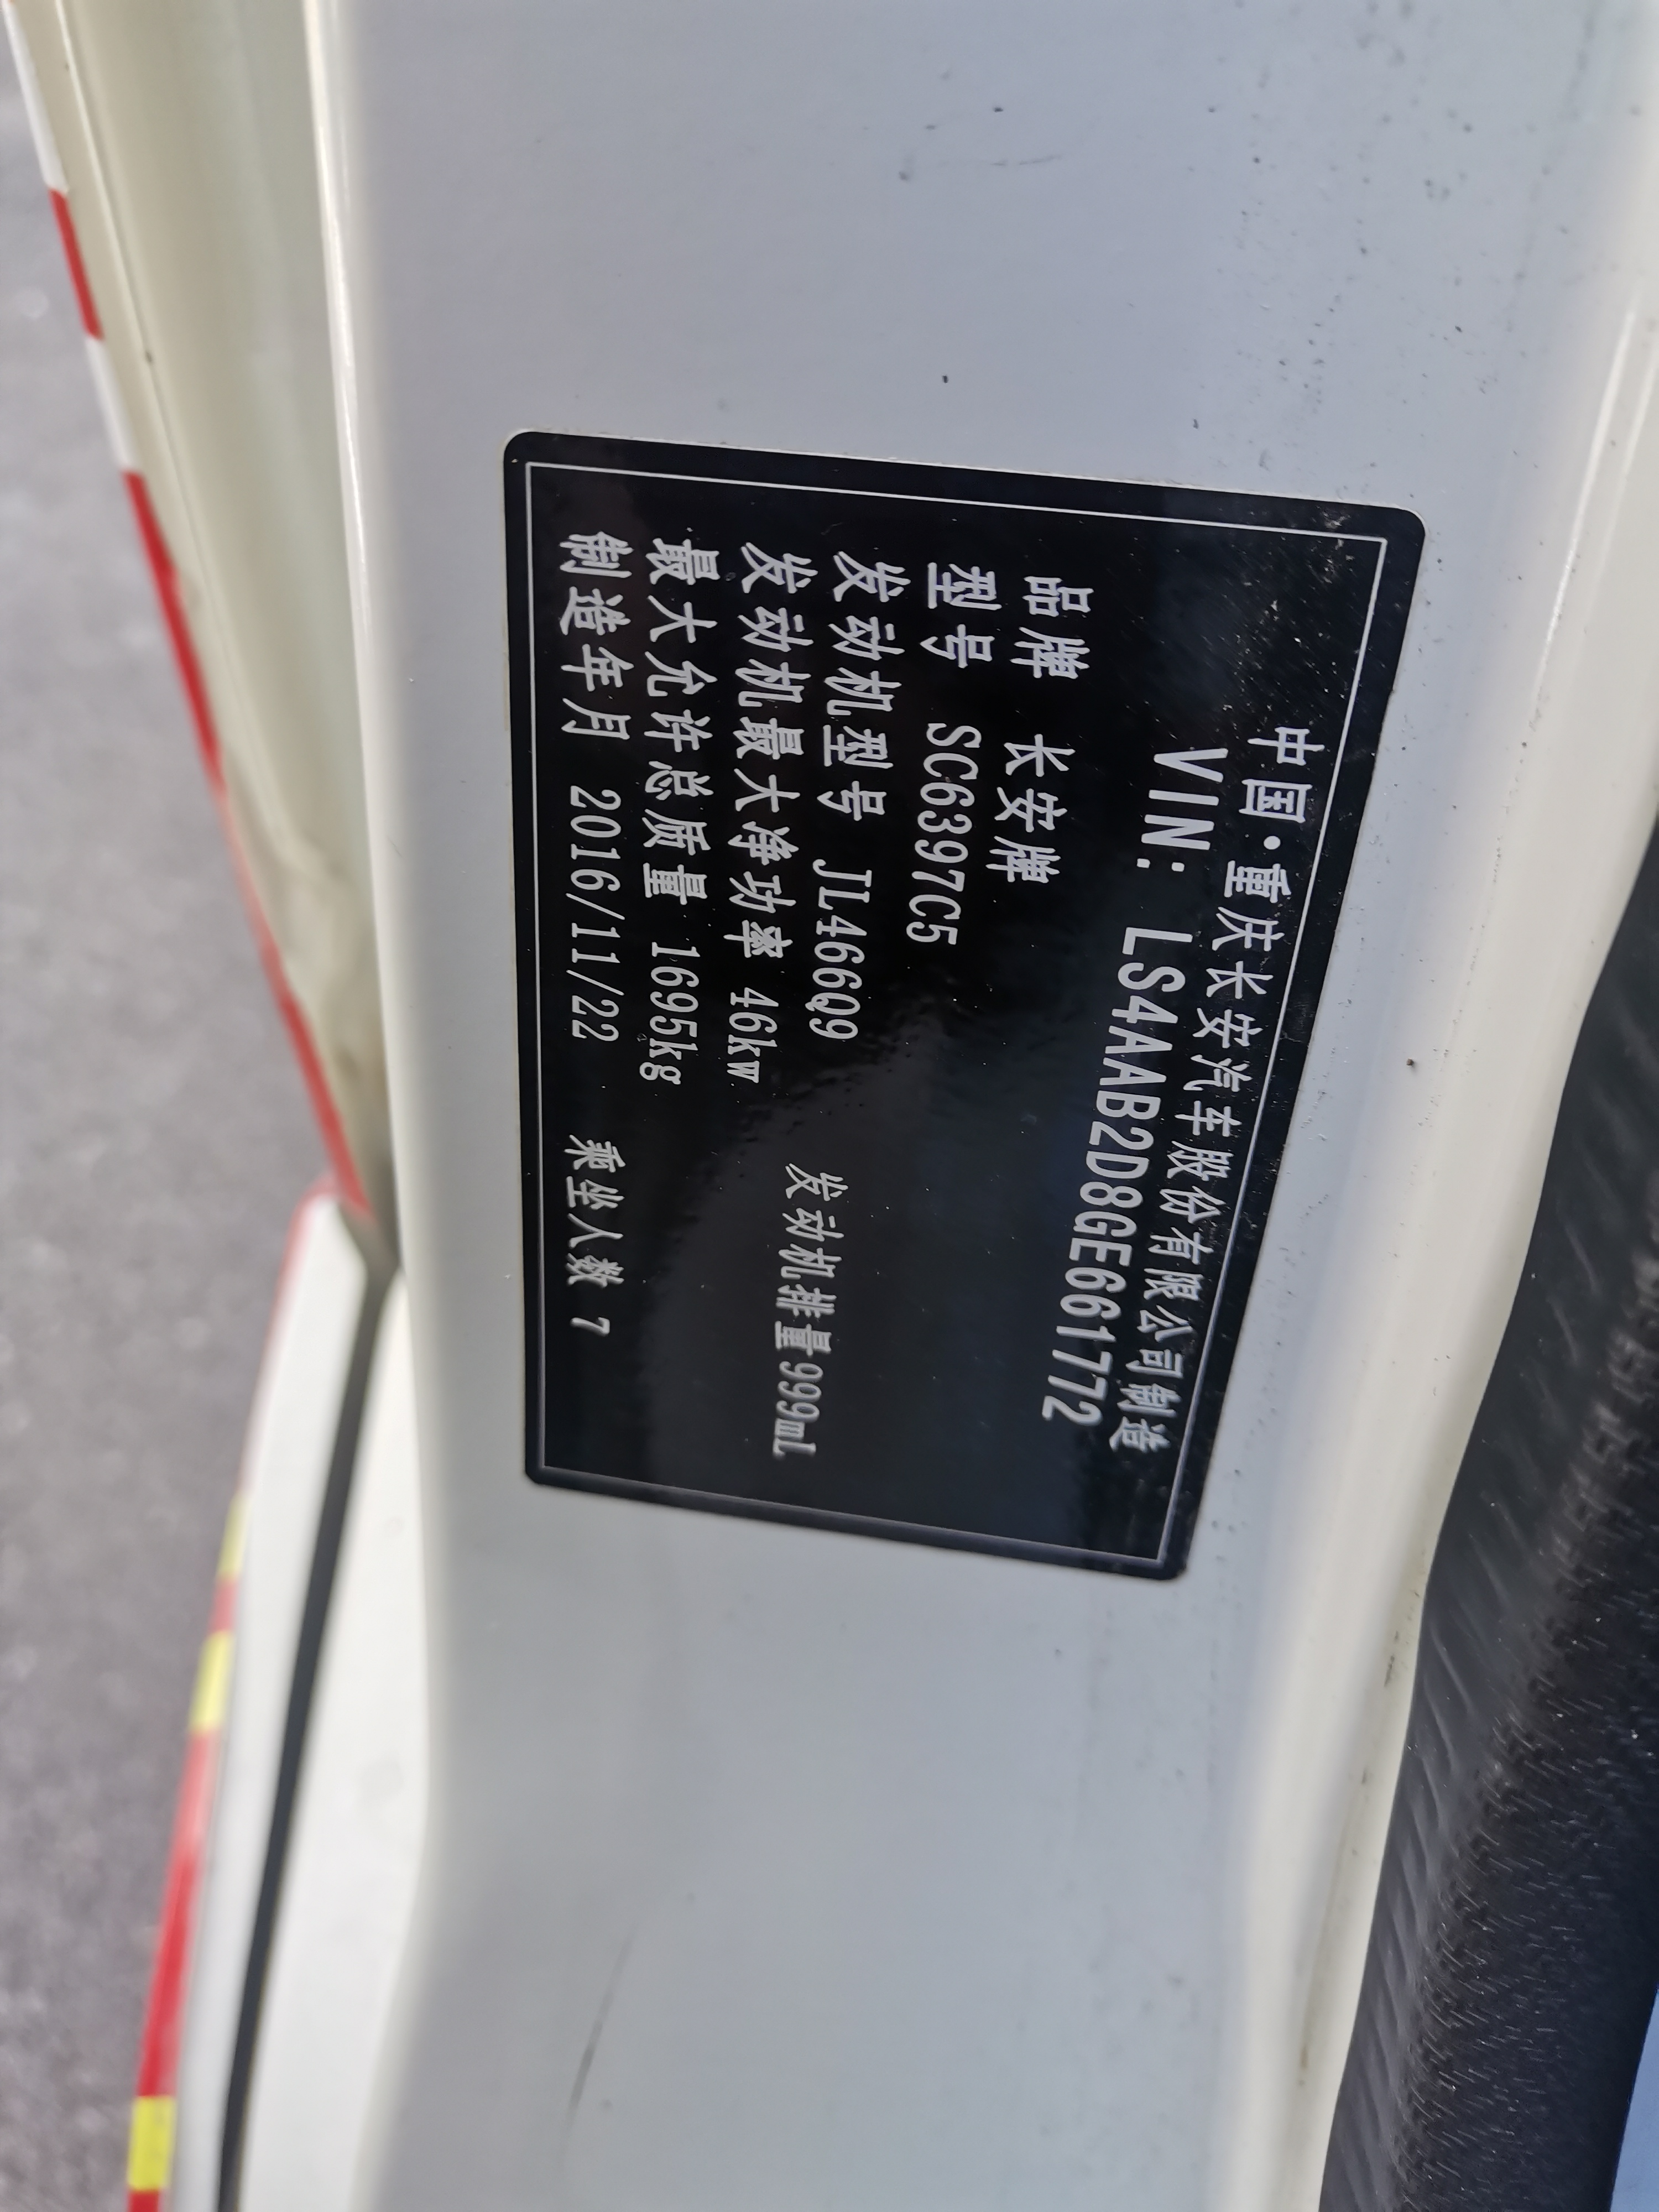 中国·重庆长安汽车股份有限公司制造
VIN: LS4AAB2D8GE661772
品牌 长安牌
型号 SC6397C5
发动机型号 JL466Q9 发动机排量999mL
发动机最大净功率 46kw
最大允许总质量 1695kg
制造年月 2016/11/22 乘坐人数 7